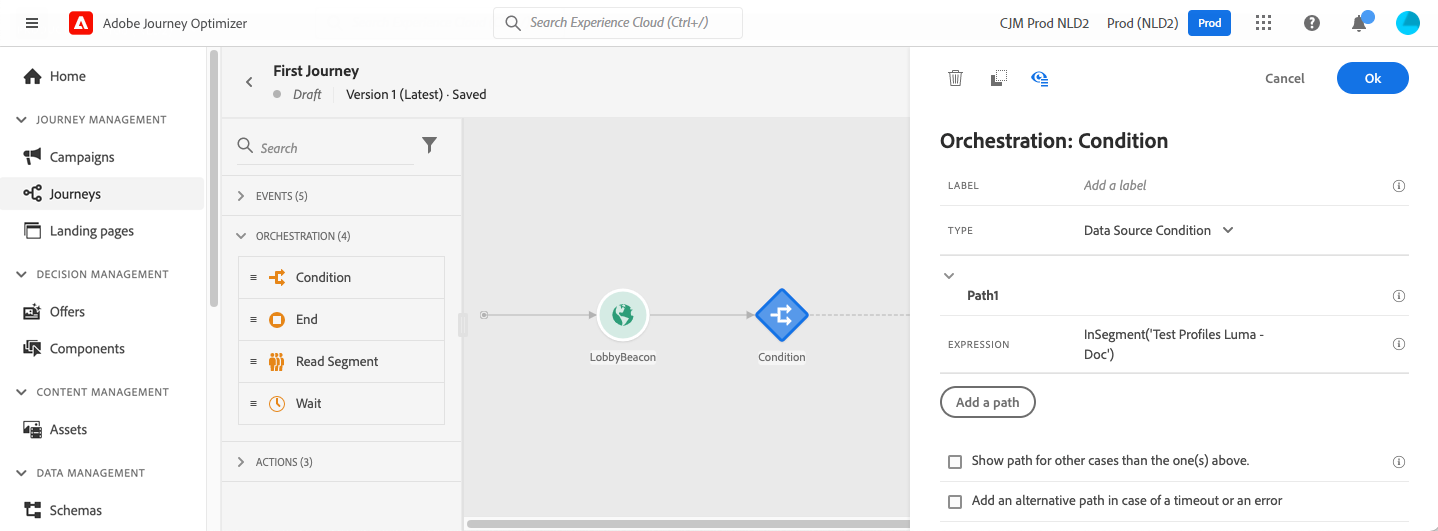 Adobe Journey Optimizer
Search Experience Cloud (Ctrl+/)
CJM Prod NLD2
Prod (NLD2)
Prod
Home
JOURNEY MANAGEMENT
Campaigns
Journeys
Landing pages
DECISION MANAGEMENT
Offers
Components
CONTENT MANAGEMENT
Assets
DATA MANAGEMENT
Schemas
First Journey
Draft
Version 1 (Latest) · Saved
Search
EVENTS (5)
ORCHESTRATION (4)
Condition
End
Read Segment
Wait
ACTIONS (3)
LobbyBeacon
Condition
Cancel
Ok
Orchestration: Condition
LABEL
Add a label
TYPE
Data Source Condition
Path1
EXPRESSION
InSegment('Test Profiles Luma -
Doc')
Add a path
Show path for other cases than the one(s) above.
Add an alternative path in case of a timeout or an error